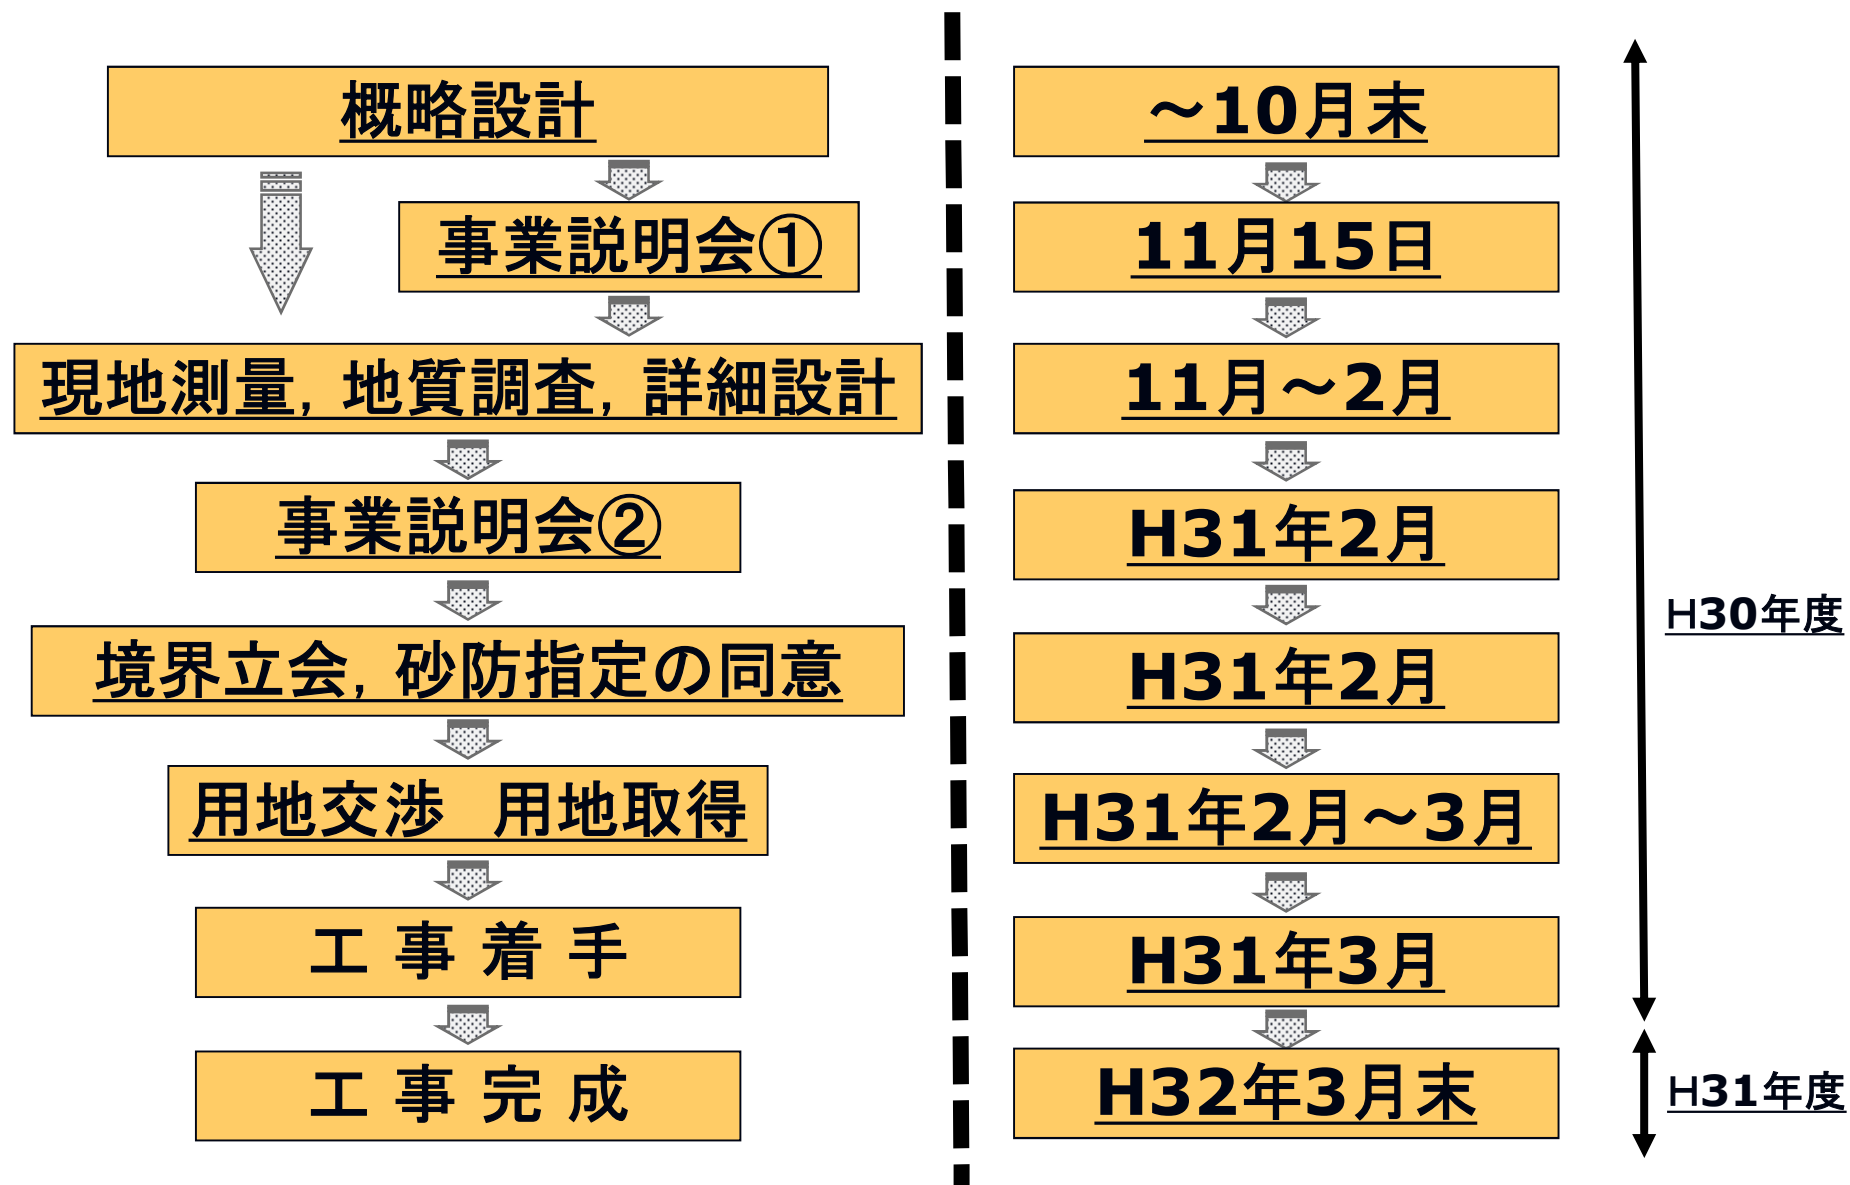 概略設計
事業説明会①
現地測量，地質調査，詳細設計
事業説明会②
境界立会，砂防指定の同意
用地交渉　用地取得
工 事 着 手
工 事 完 成
～10月末
11月15日
11月～2月
H31年2月
H31年2月
H31年2月～3月
H31年3月
H32年3月末
H30年度
H31年度